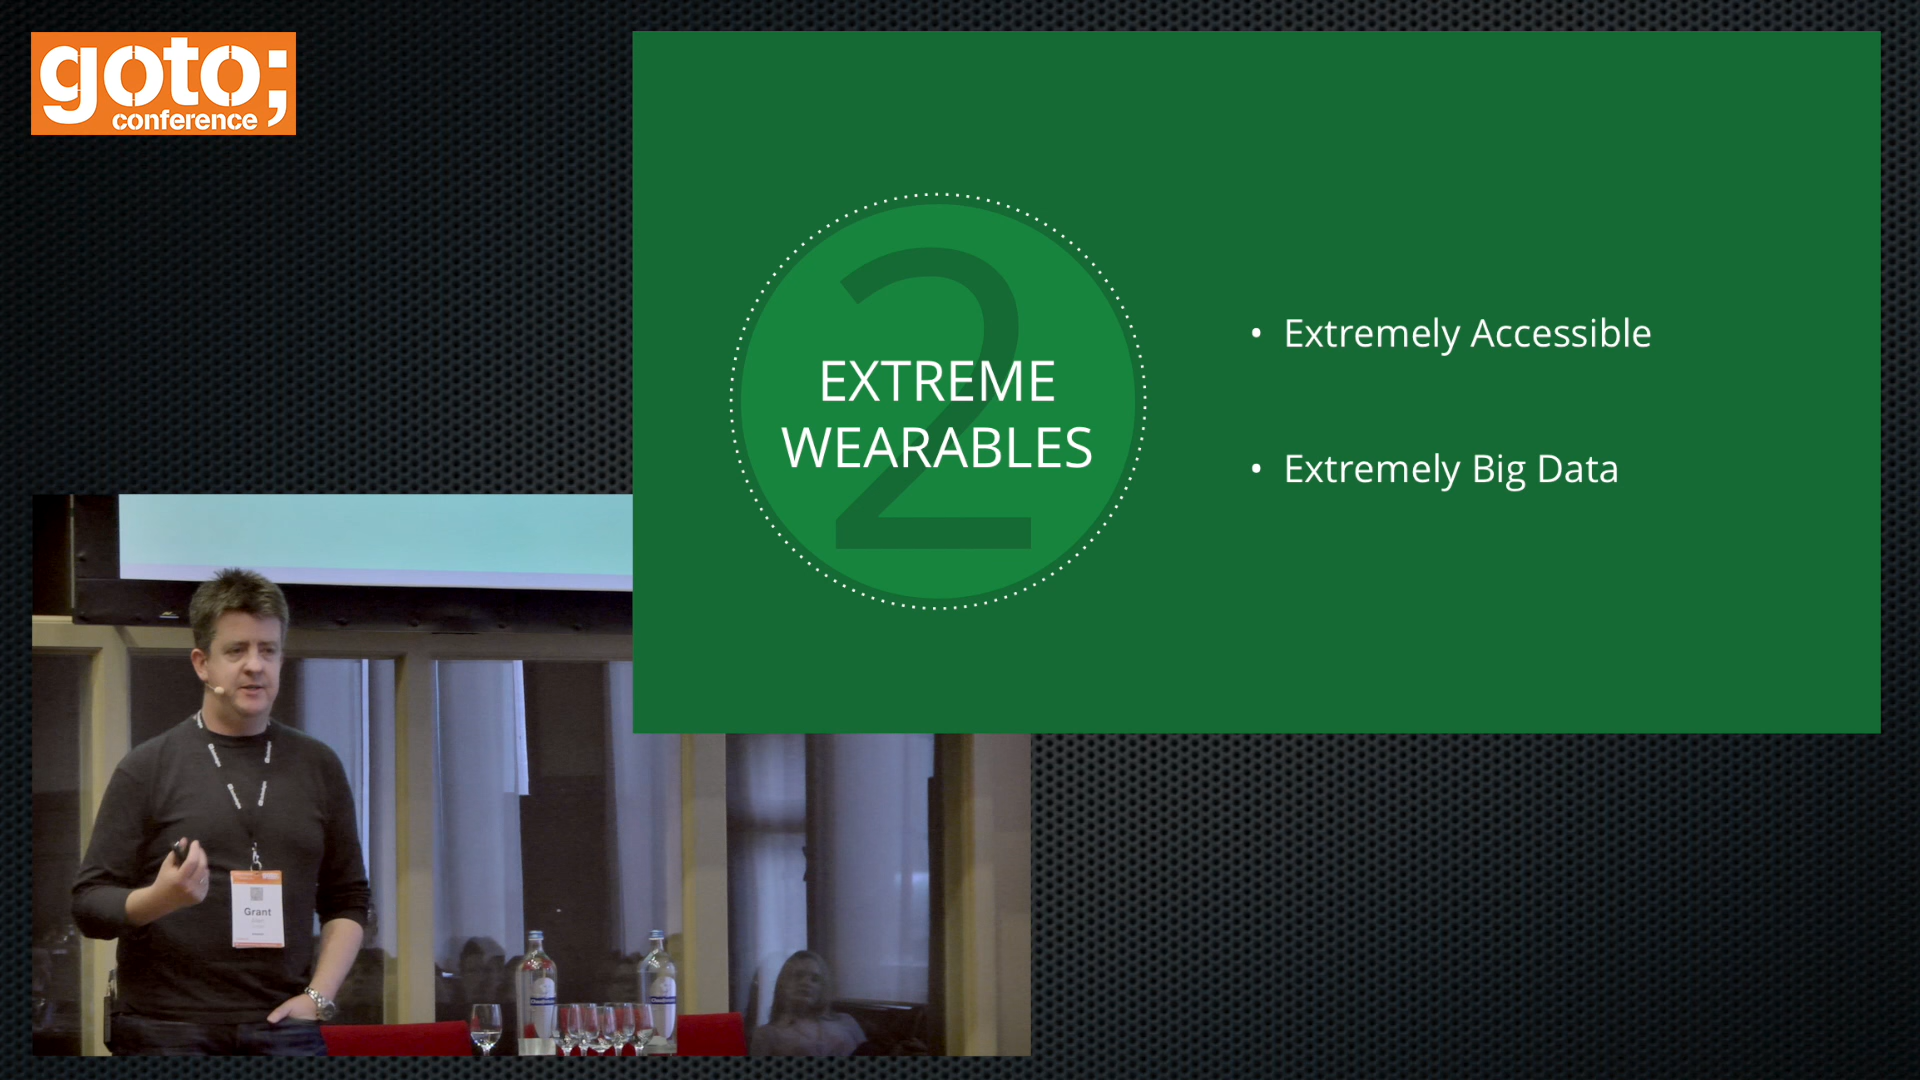 goto;
conference
2
EXTREME
WEARABLES
• Extremely Accessible
• Extremely Big Data
Grant